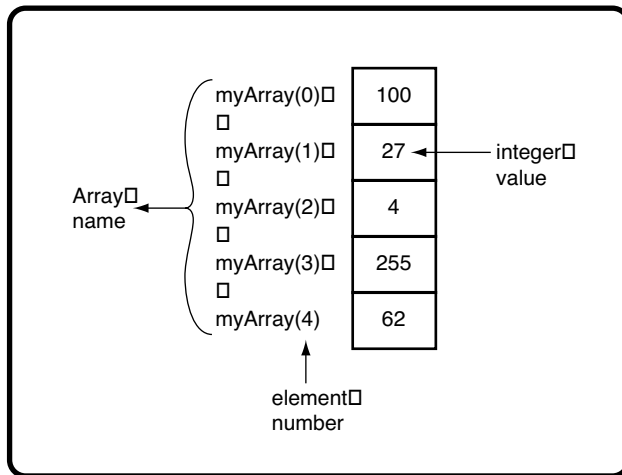 myArray(0)□ 100
□
myArray(1)□ 27 integer□
□ value
Array□
name
myArray(2)□ 4
□
myArray(3)□ 255
□
myArray(4) 62
element□
number